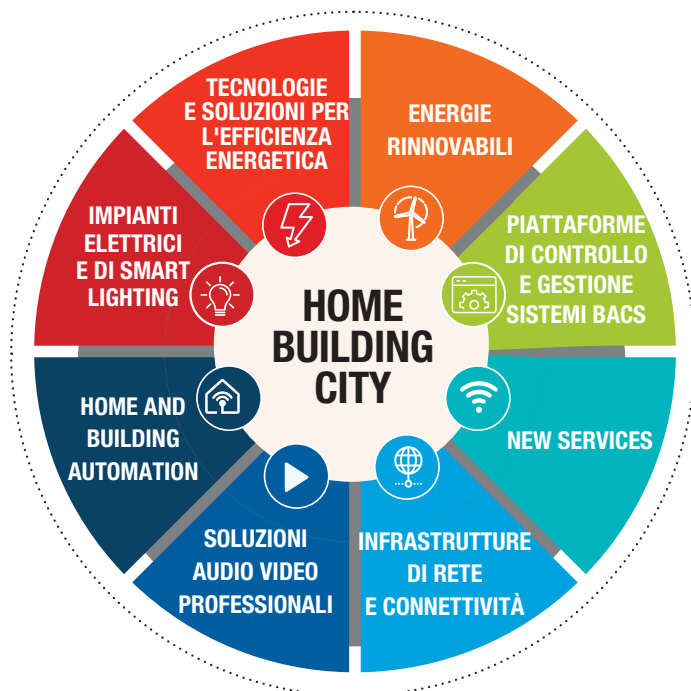 TECNOLOGIE
E SOLUZIONI PER
L'EFFICIENZA
ENERGETICA
ENERGIE
RINNOVABILI
PIATTAFORME
DI CONTROLLO
E GESTIONE
SISTEMI BACS
NEW SERVICES
INFRASTRUTTURE
DI RETE
E CONNETTIVITÀ
SOLUZIONI
AUDIO VIDEO
PROFESSIONALI
HOME AND
BUILDING
AUTOMATION
IMPIANTI
ELETTRICI
E DI SMART
LIGHTING
HOME
BUILDING
CITY